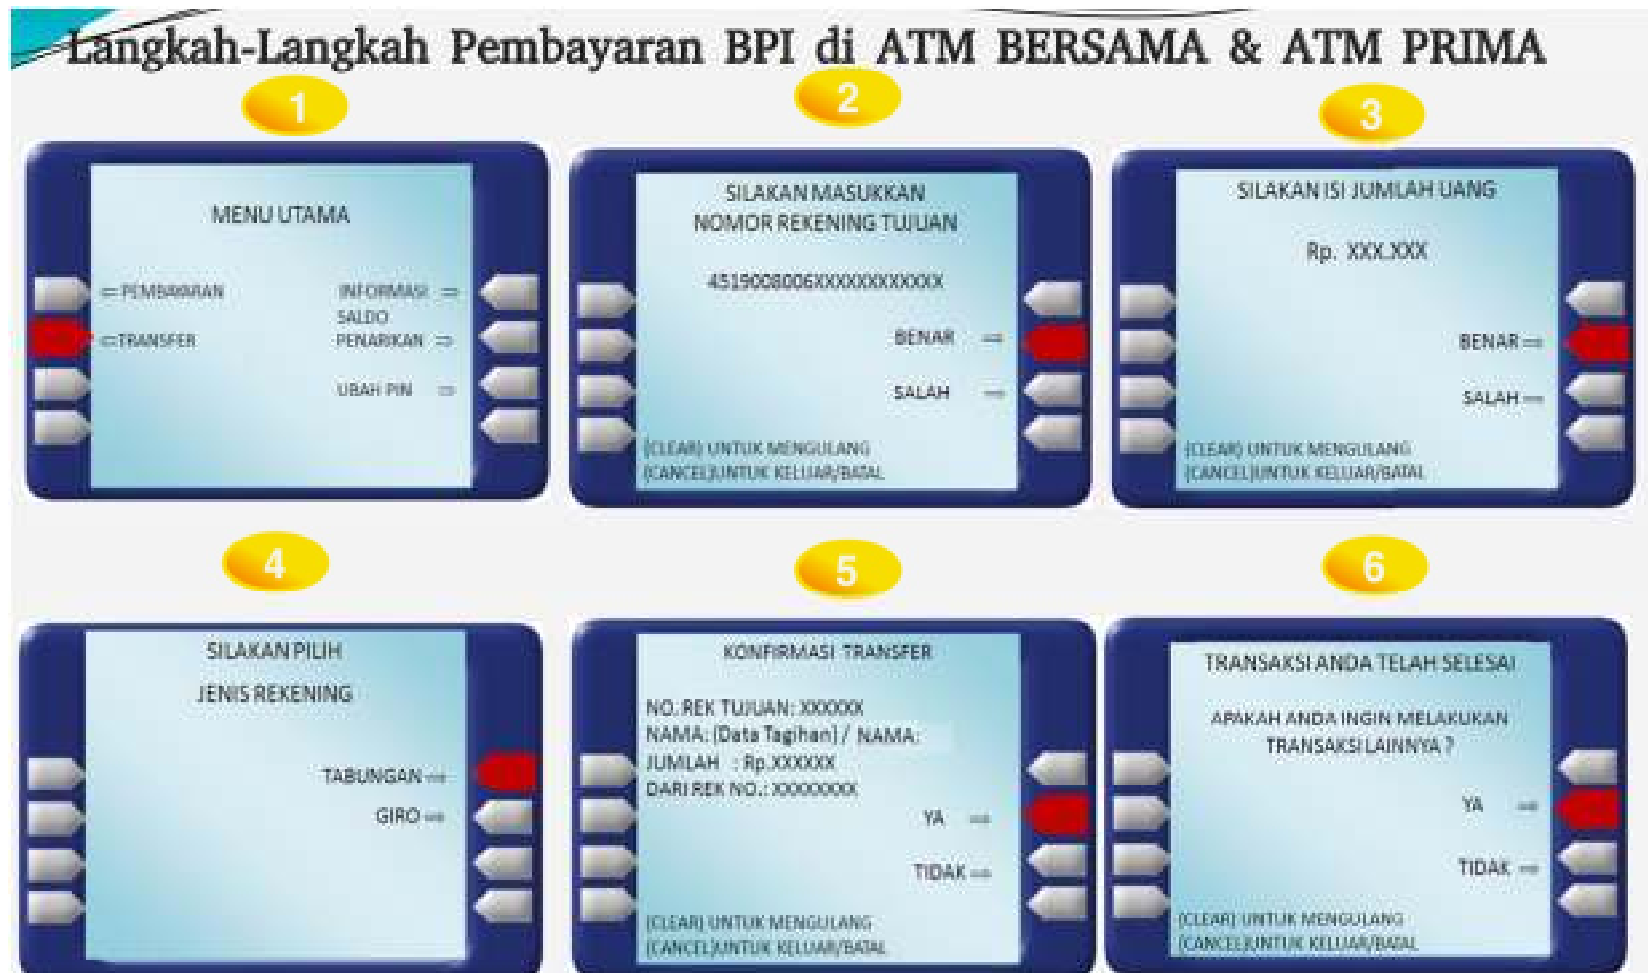 Langkah-Langkah Pembayaran BPI di ATM BERSAMA & ATM PRIMA
1
MENU UTAMA
PEMBAYARAN
INFORMASI
SALDO
TRANSFER
PENARIKAN
UBAH PIN
2
SILAKAN MASUKKAN
NOMOR REKENING TUJUAN
4519008006XXXXXXXXXXXX
BENAR
SALAH
(CLEAR) UNTUK MENGULANG
(CANCEL)UNTUK KELUAR/BATAL
3
SILAKAN ISI JUMLAH UANG
Rp. XXX.XXX
BENAR
SALAH
(CLEAR) UNTUK MENGULANG
(CANCEL)UNTUK KELUAR/BATAL
4
SILAKAN PILIH
JENIS REKENING
TABUNGAN
GIRO
5
KONFIRMASI TRANSFER
NO. REK TUJUAN: XXXXXX
NAMA: [Data Tagihan] / NAMA:
JUMLAH : Rp.XXXXXX
DARI REK NO.: XXXXXXXX
YA
TIDAK
(CLEAR) UNTUK MENGULANG
(CANCEL)UNTUK KELUAR/BATAL
6
TRANSAKSI ANDA TELAH SELESAI
APAKAH ANDA INGIN MELAKUKAN
TRANSAKSI LAINNYA ?
YA
TIDAK
(CLEAR) UNTUK MENGULANG
(CANCEL)UNTUK KELUAR/BATAL